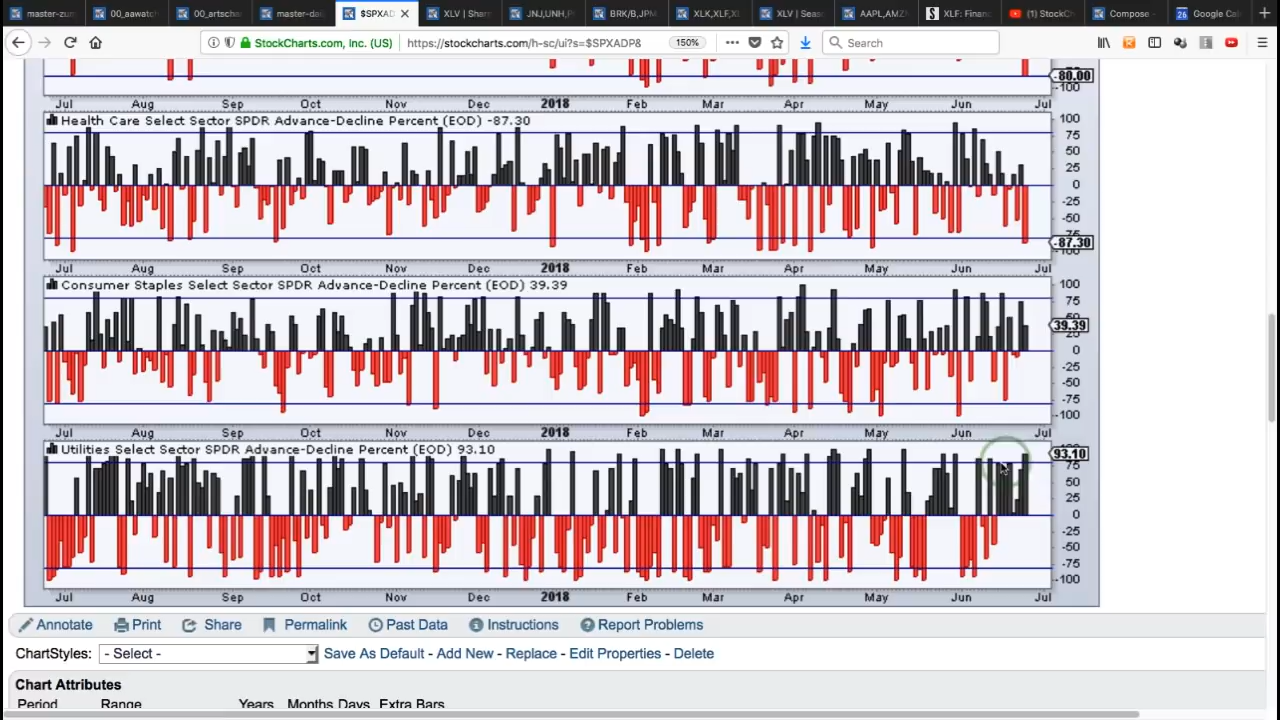 master-zum
00_aawatch
00_artschar
master-dai
$SPXAD
XLV | Shar
JNJ,UNH,P
BRK/B,JPM
XLK,XLF,X
XLV | Seas
AAPL,AMZ
XLF: Financ
(1) StockCh
Compose -
Google Cal
StockCharts.com, Inc. (US)
https://stockcharts.com/h-sc/ui?s=$SPXADP&
150%
Search
-80.00
-100
Jul Aug Sep Oct Nov Dec 2018 Feb Mar Apr May Jun Jul
Health Care Select Sector SPDR Advance-Decline Percent (EOD) -87.30
100
75
50
25
0
-25
-50
-87.30
Jul Aug Sep Oct Nov Dec 2018 Feb Mar Apr May Jun Jul
Consumer Staples Select Sector SPDR Advance-Decline Percent (EOD) 39.39
100
75
39.39
0
-25
-50
-75
-100
Jul Aug Sep Oct Nov Dec 2018 Feb Mar Apr May Jun Jul
Utilities Select Sector SPDR Advance-Decline Percent (EOD) 93.10
93.10
75
50
25
0
-25
-50
-75
-100
Jul Aug Sep Oct Nov Dec 2018 Feb Mar Apr May Jun Jul
Annotate Print Share Permalink Past Data Instructions Report Problems
ChartStyles: - Select - Save As Default - Add New - Replace - Edit Properties - Delete
Chart Attributes
Period Range Years Months Days Extra Bars